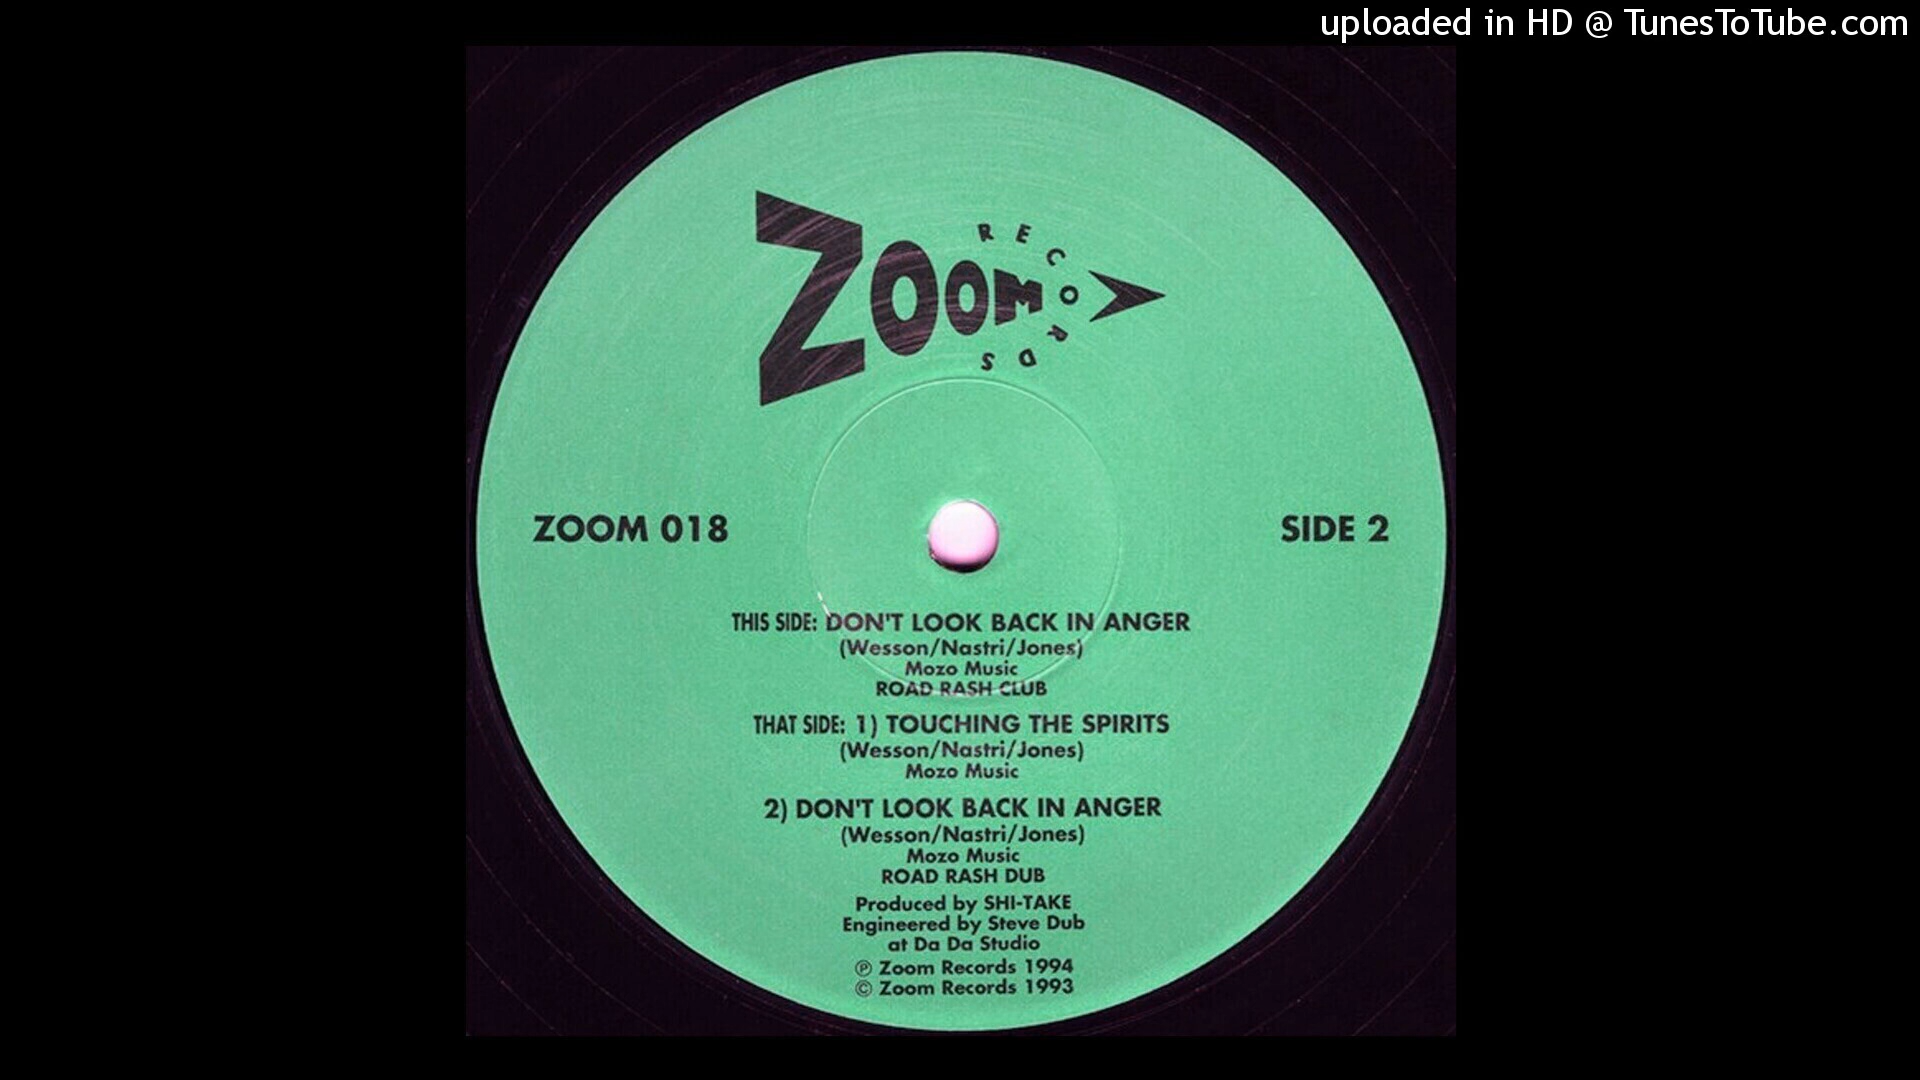 uploaded in HD @ TunesToTube.com
ZOOM RECORDS
ZOOM 018
SIDE 2
THIS SIDE: DON'T LOOK BACK IN ANGER
(Wesson/Nastri/Jones)
Mozo Music
ROAD RASH CLUB
THAT SIDE: 1) TOUCHING THE SPIRITS
(Wesson/Nastri/Jones)
Mozo Music
2) DON'T LOOK BACK IN ANGER
(Wesson/Nastri/Jones)
Mozo Music
ROAD RASH DUB
Produced by SHI-TAKE
Engineered by Steve Dub
at Da Da Studio
℗ Zoom Records 1994
© Zoom Records 1993